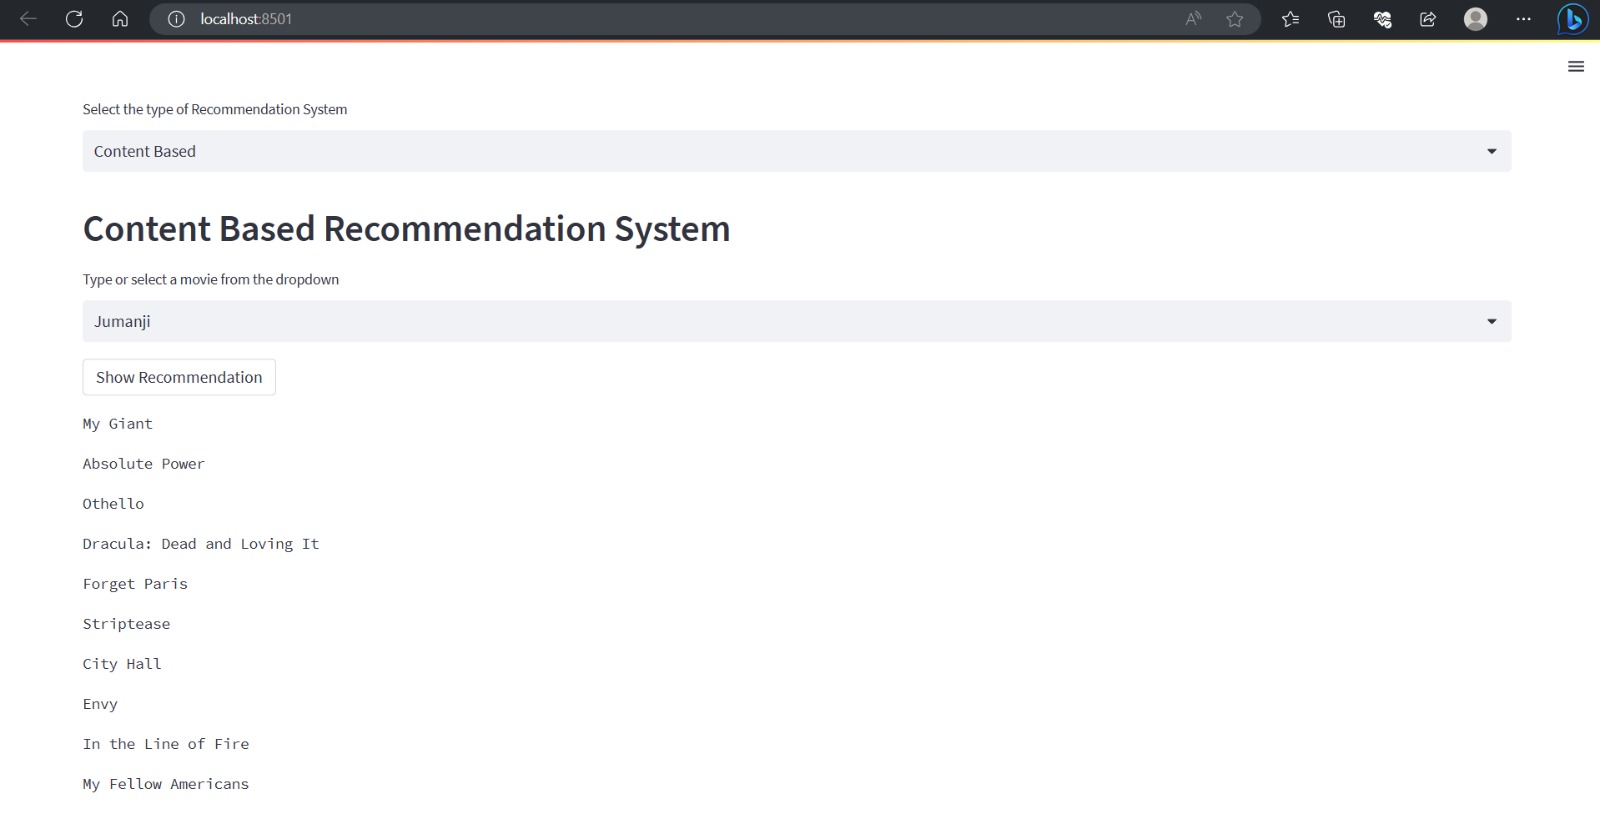 localhost:8501
Select the type of Recommendation System
Content Based
Content Based Recommendation System
Type or select a movie from the dropdown
Jumanji
Show Recommendation
My Giant
Absolute Power
Othello
Dracula: Dead and Loving It
Forget Paris
Striptease
City Hall
Envy
In the Line of Fire
My Fellow Americans